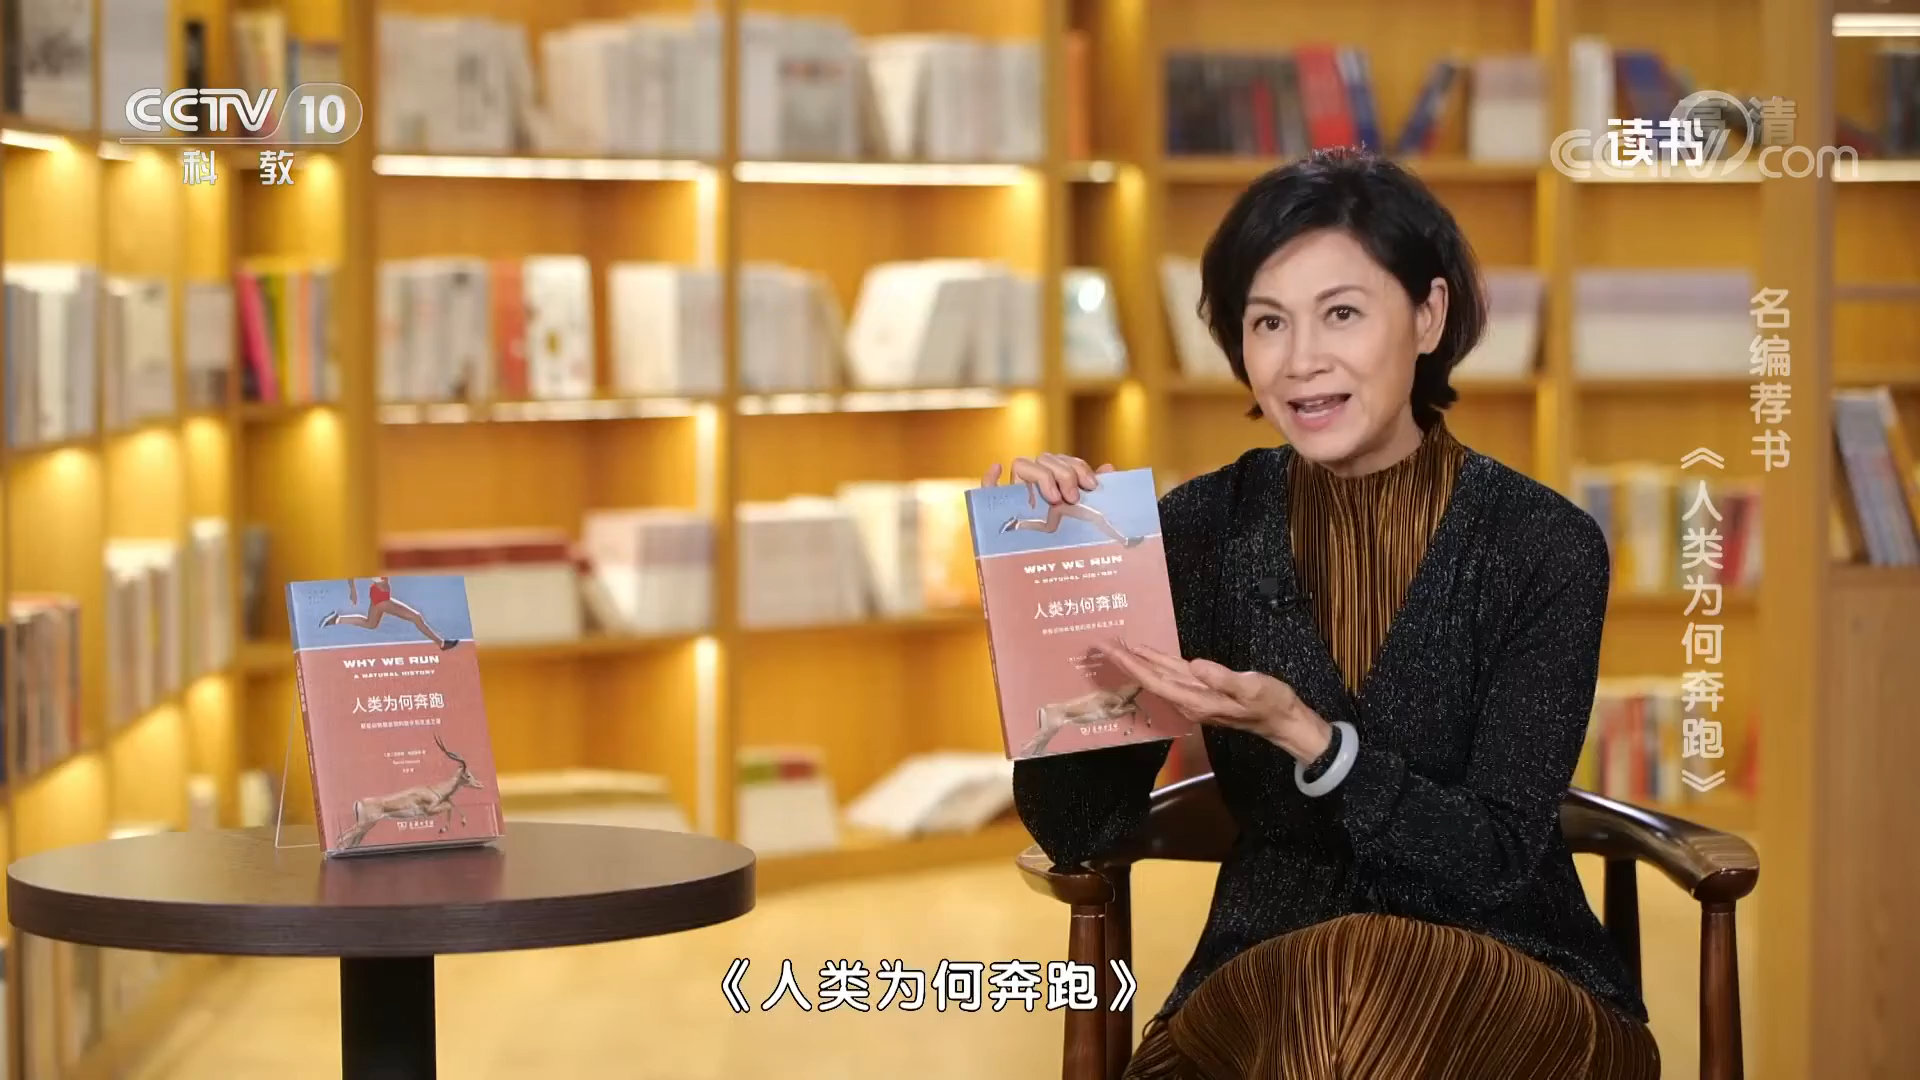 CCTV 10
科 教
读书
高清
CCTV com
名编荐书
《人类为何奔跑》
WHY WE RUN
A NATURAL HISTORY
人类为何奔跑
WHY WE RUN
A NATURAL HISTORY
人类为何奔跑
《人类为何奔跑》